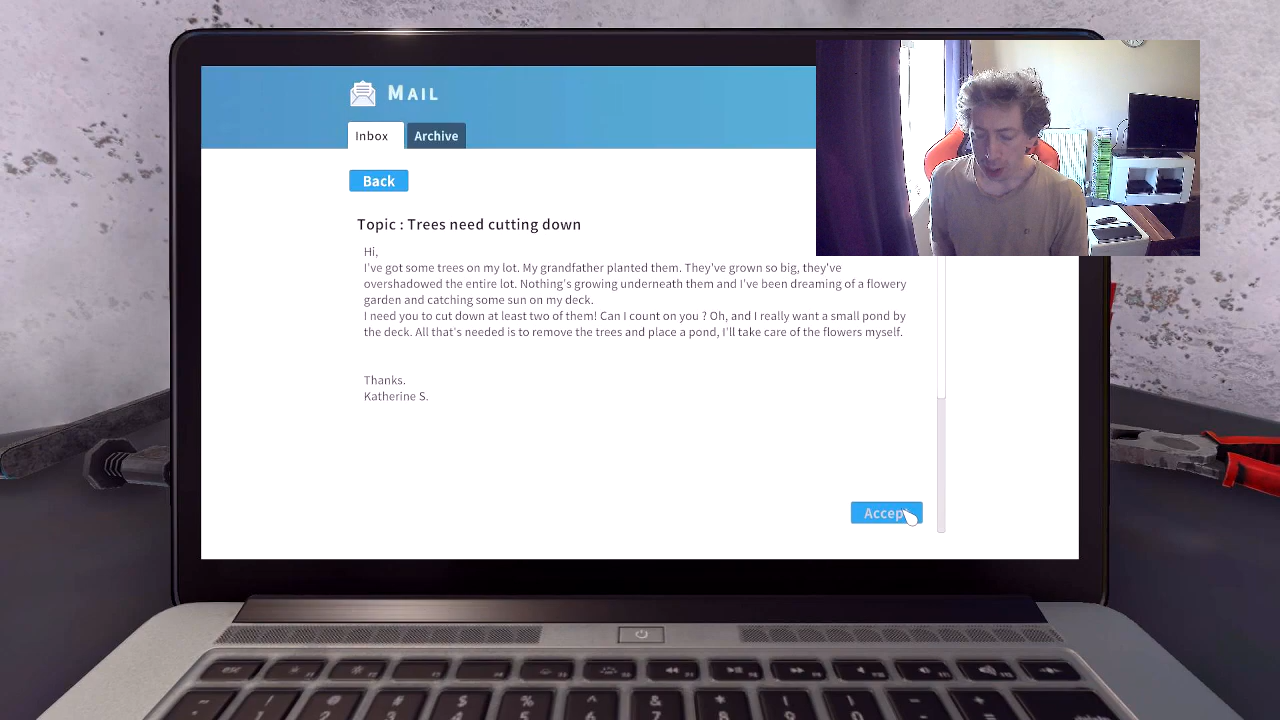 MAIL
Inbox
Archive
Back
Topic : Trees need cutting down
Hi,
I've got some trees on my lot. My grandfather planted them. They've grown so big, they've
overshadowed the entire lot. Nothing's growing underneath them and I've been dreaming of a flowery
garden and catching some sun on my deck.
I need you to cut down at least two of them! Can I count on you ? Oh, and I really want a small pond by
the deck. All that's needed is to remove the trees and place a pond, I'll take care of the flowers myself.
Thanks.
Katherine S.
Accept
esc